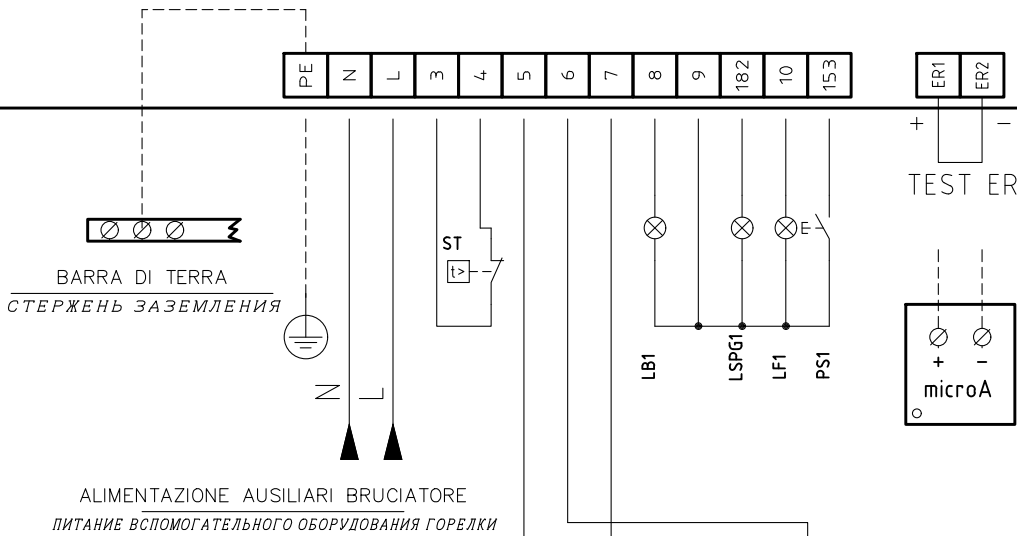 PE N L 3 4 5 6 7 8 9 182 10 153 ER1 ER2
+ −
TEST ER
ST
t>
BARRA DI TERRA
СТЕРЖЕНЬ ЗАЗЕМЛЕНИЯ
E
LB1 LSPG1 LF1 PS1
+ −
microA
N L
ALIMENTAZIONE AUSILIARI BRUCIATORE
ПИТАНИЕ ВСПОМОГАТЕЛЬНОГО ОБОРУДОВАНИЯ ГОРЕЛКИ